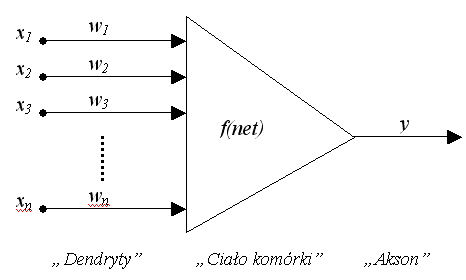 x1 w1
x2 w2
x3 w3
f(net)
y
xn wn
„Dendryty” „Ciało komórki” „Akson”